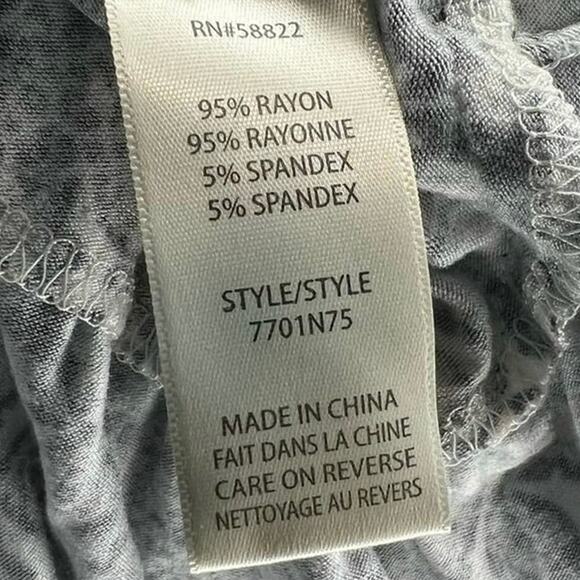 RN#58822
95% RAYON
95% RAYONNE
5% SPANDEX
5% SPANDEX
STYLE/STYLE
7701N75
MADE IN CHINA
FAIT DANS LA CHINE
CARE ON REVERSE
NETTOYAGE AU REVERS